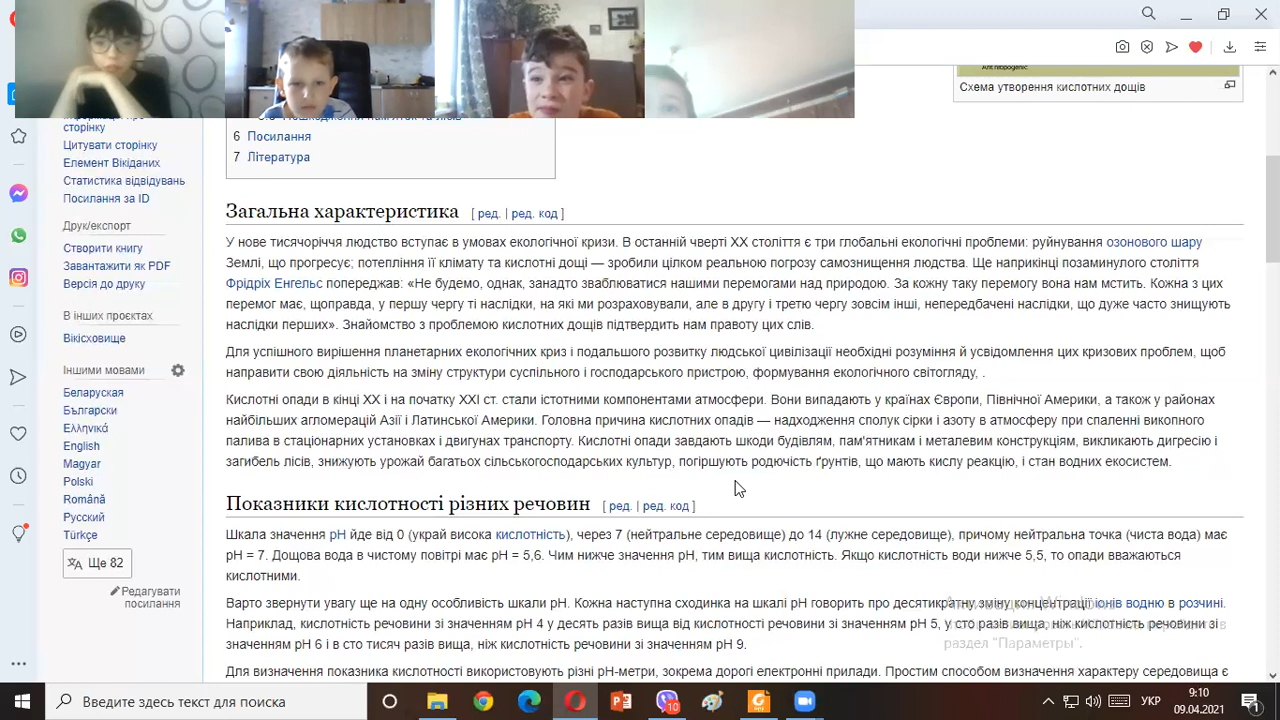 Ant hropogenic
Схема утворення кислотних дощів
сторінку
Цитувати сторінку
Елемент Вікіданих
Статистика відвідувань
Посилання за ID
Друк/експорт
Створити книгу
Завантажити як PDF
Версія до друку
В інших проєктах
Вікісховище
Іншими мовами
Беларуская
Български
Ελληνικά
English
Magyar
Polski
Română
Русский
Türkçe
Ще 82
Редагувати
посилання
6 Посилання
7 Література
Загальна характеристика [ ред. | ред. код ]
У нове тисячоріччя людство вступає в умовах екологічної кризи. В останній чверті XX століття є три глобальні екологічні проблеми: руйнування озонового шару
Землі, що прогресує; потепління її клімату та кислотні дощі — зробили цілком реальною погрозу самознищення людства. Ще наприкінці позаминулого століття
Фрідріх Енгельс попереджав: «Не будемо, однак, занадто зваблюватися нашими перемогами над природою. За кожну таку перемогу вона нам мстить. Кожна з цих
перемог має, щоправда, у першу чергу ті наслідки, на які ми розраховували, але в другу і третю чергу зовсім інші, непередбачені наслідки, що дуже часто знищують
наслідки перших». Знайомство з проблемою кислотних дощів підтвердить нам правоту цих слів.
Для успішного вирішення планетарних екологічних криз і подальшого розвитку людської цивілізації необхідні розуміння й усвідомлення цих кризових проблем, щоб
направити свою діяльність на зміну структури суспільного і господарського пристрою, формування екологічного світогляду, .
Кислотні опади в кінці XX і на початку XXI ст. стали істотними компонентами атмосфери. Вони випадають у країнах Європи, Північної Америки, а також у районах
найбільших агломерацій Азії і Латинської Америки. Головна причина кислотних опадів — надходження сполук сірки і азоту в атмосферу при спаленні викопного
палива в стаціонарних установках і двигунах транспорту. Кислотні опади завдають шкоди будівлям, пам'ятникам і металевим конструкціям, викликають дигресію і
загибель лісів, знижують урожай багатьох сільськогосподарських культур, погіршують родючість ґрунтів, що мають кислу реакцію, і стан водних екосистем.
Показники кислотності різних речовин [ ред. | ред. код ]
Шкала значення pH йде від 0 (украй висока кислотність), через 7 (нейтральне середовище) до 14 (лужне середовище), причому нейтральна точка (чиста вода) має
pH = 7. Дощова вода в чистому повітрі має pH = 5,6. Чим нижче значення pH, тим вища кислотність. Якщо кислотність води нижче 5,5, то опади вважаються
кислотними.
Варто звернути увагу ще на одну особливість шкали pH. Кожна наступна сходинка на шкалі pH говорить про десятикратну зміну концентрації іонів водню в розчині.
Наприклад, кислотність речовини зі значенням pH 4 у десять разів вища від кислотності речовини зі значенням pH 5, у сто разів вища, ніж кислотність речовини зі
значенням pH 6 і в сто тисяч разів вища, ніж кислотність речовини зі значенням pH 9.
Для визначення показника кислотності використовують різні pH-метри, зокрема дорогі електронні прилади. Простим способом визначення характеру середовища є
раздел "Параметры".
Введите здесь текст для поиска
10
УКР
9:10
09.04.2021
1